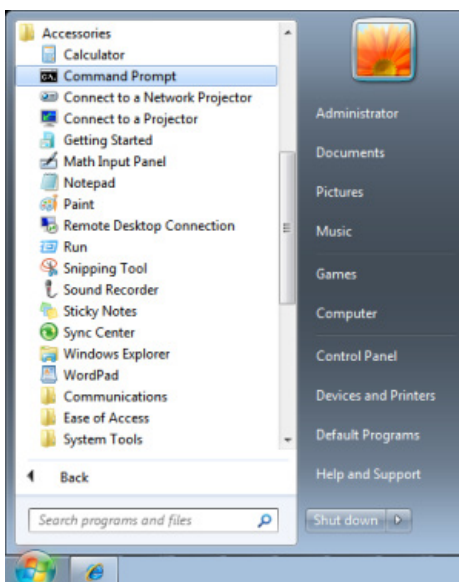 Accessories
Calculator
Command Prompt
Connect to a Network Projector
Connect to a Projector
Getting Started
Math Input Panel
Notepad
Paint
Remote Desktop Connection
Run
Snipping Tool
Sound Recorder
Sticky Notes
Sync Center
Windows Explorer
WordPad
Communications
Ease of Access
System Tools
Back
Search programs and files
Administrator
Documents
Pictures
Music
Games
Computer
Control Panel
Devices and Printers
Default Programs
Help and Support
Shut down